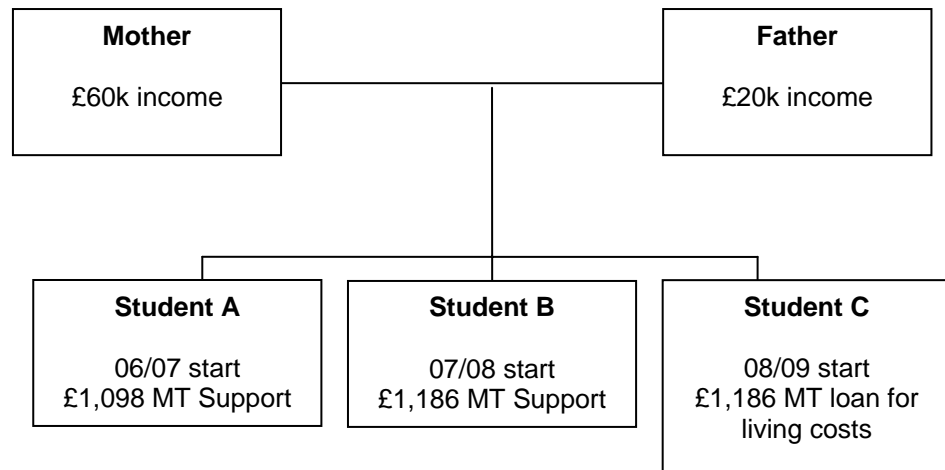 Mother
£60k income
Father
£20k income
Student A
06/07 start
£1,098 MT Support
Student B
07/08 start
£1,186 MT Support
Student C
08/09 start
£1,186 MT loan for
living costs